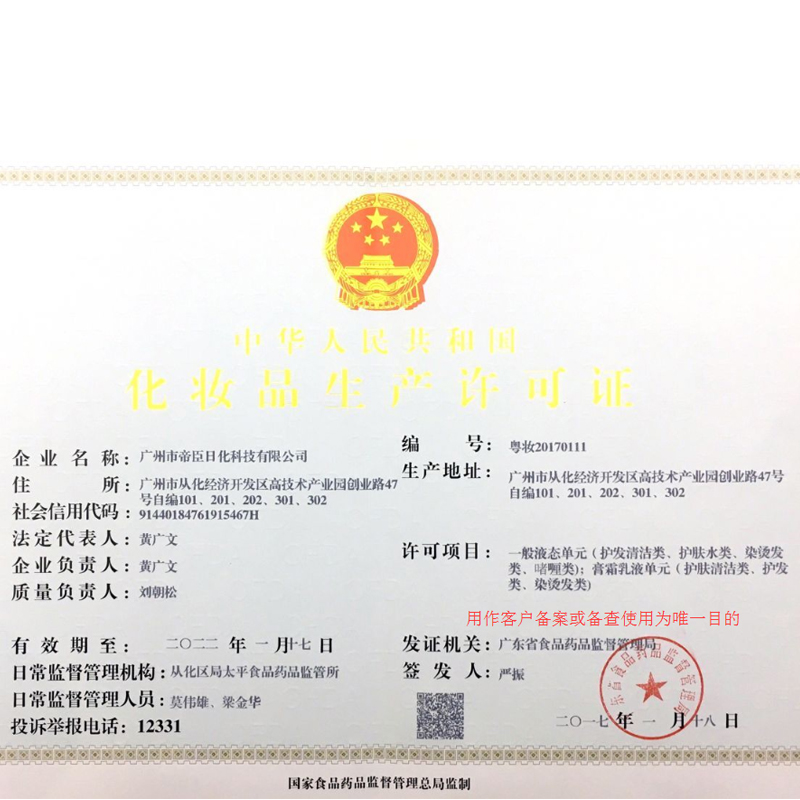 中华人民共和国
化妆品生产许可证
企业名称：广州市帝臣日化科技有限公司
住所：广州市从化经济开发区高技术产业园创业路47
号自编101、201、202、301、302
社会信用代码：91440184761915467H
法定代表人：黄广文
企业负责人：黄广文
质量负责人：刘朝松
编号：粤妆20170111
生产地址：广州市从化经济开发区高技术产业园创业路47号
自编101、201、202、301、302
许可项目：一般液态单元（护发清洁类、护肤水类、染烫发
类、啫喱类）；膏霜乳液单元（护肤清洁类、护发
类、染烫发类）
用作客户备案或备查使用为唯一目的
有效期至：二〇二二年一月十七日
日常监督管理机构：从化区局太平食品药品监管所
日常监督管理人员：莫伟雄、梁金华
投诉举报电话：12331
发证机关：广东省食品药品监督管理局
签发人：严振
广东省食品药品监督管理局
二〇一七年一月十八日
国家食品药品监督管理总局监制